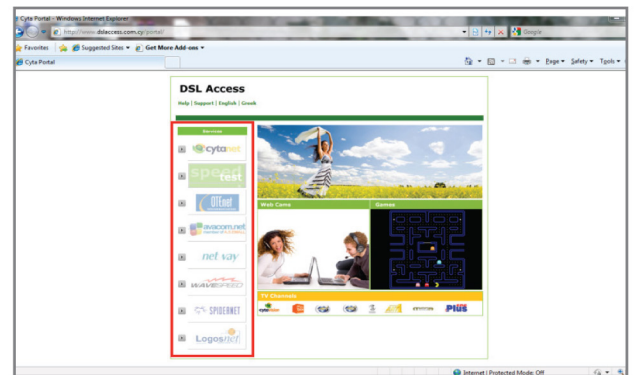 Cyta Portal - Windows Internet Explorer
http://www.dslaccess.com.cy/portal/
Google
Favorites
Suggested Sites
Get More Add-ons
Cyta Portal
Page Safety Tools
DSL Access
Help | Support | English | Greek
Services
cytanet
speed test
OTEnet
avacom.net
net way
WAVESPEED
SPIDERNET
Logosnet
Web Cams
Games
TV Channels
Plus
Internet | Protected Mode: Off